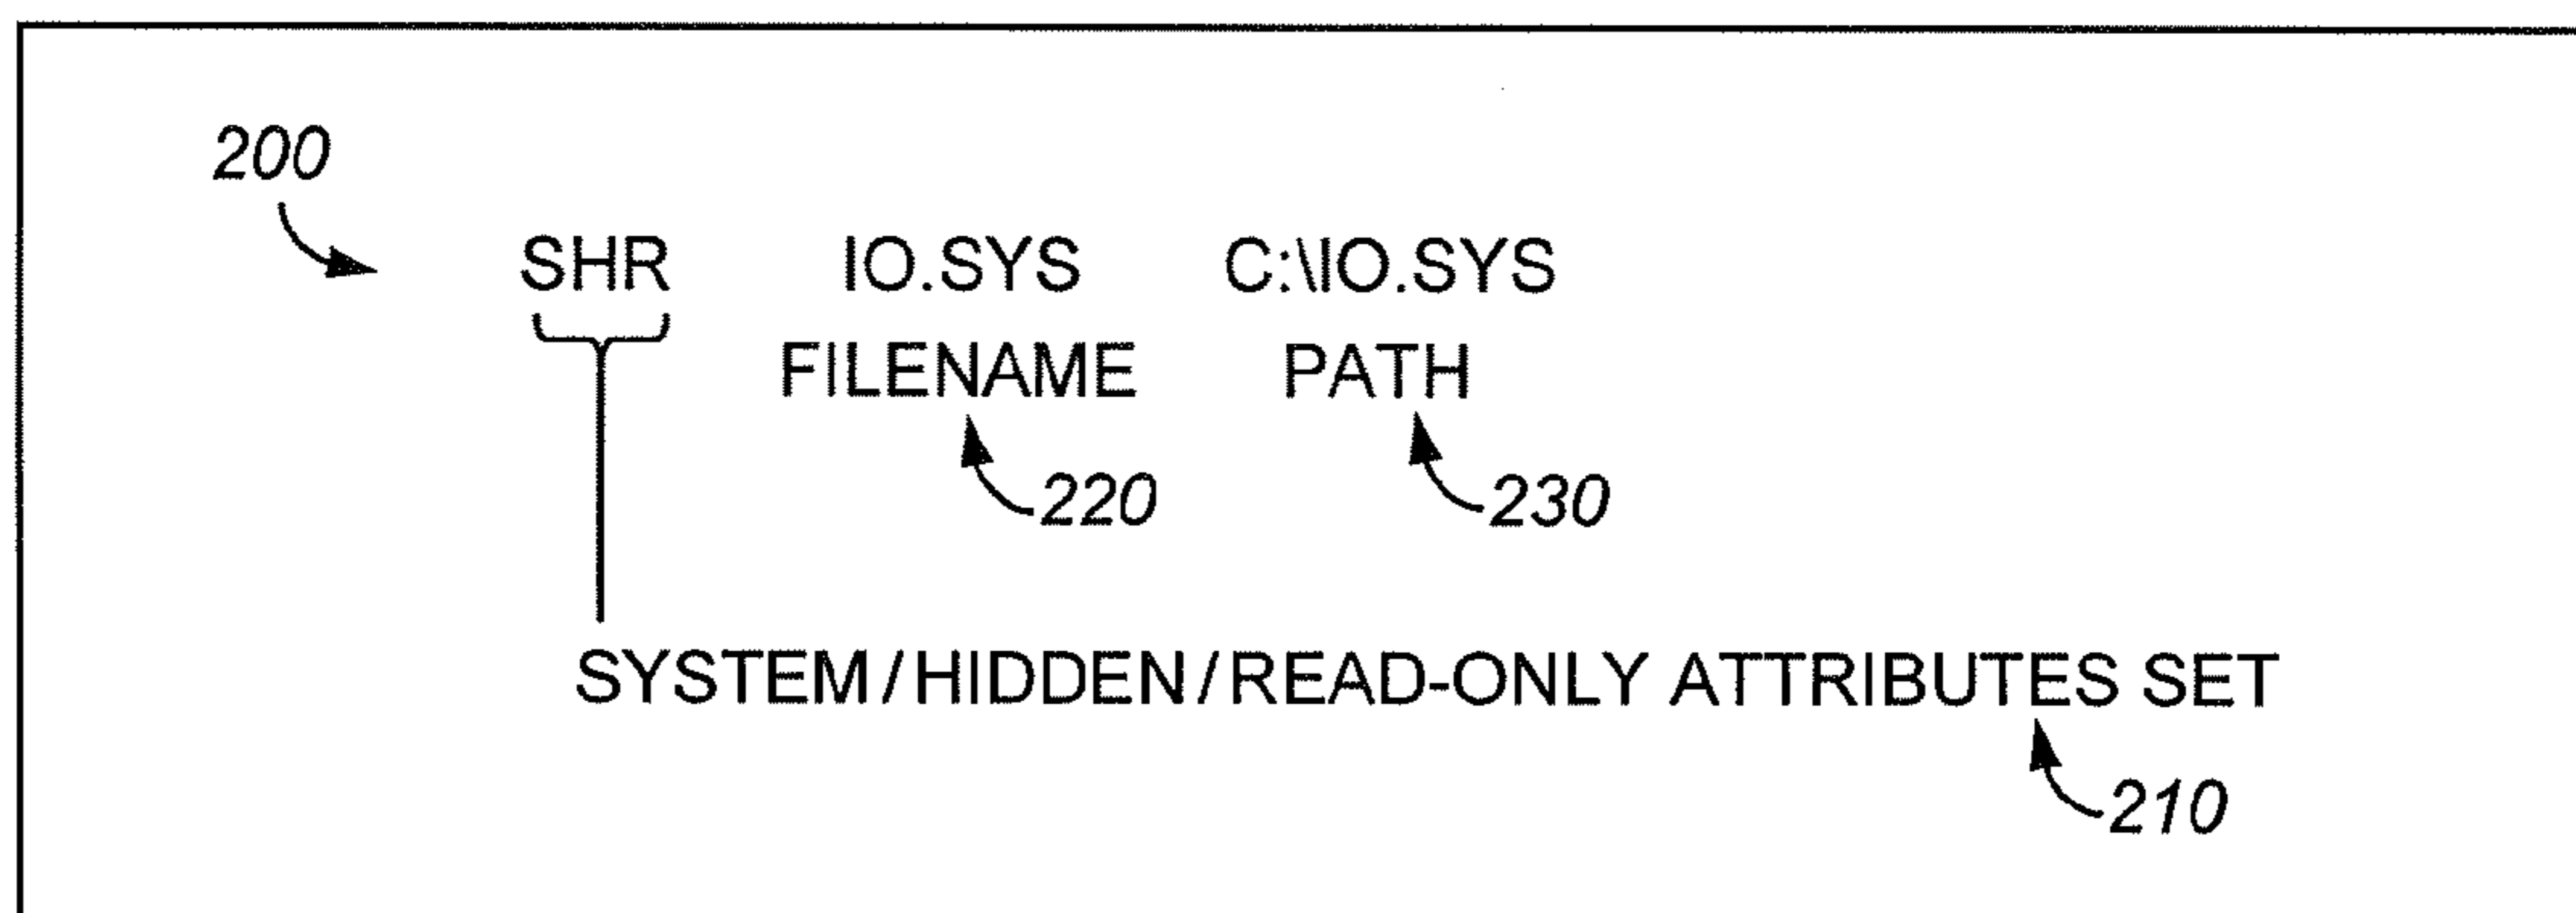 200
SHR IO.SYS C:\IO.SYS
FILENAME PATH
220 230
SYSTEM/HIDDEN/READ-ONLY ATTRIBUTES SET
210